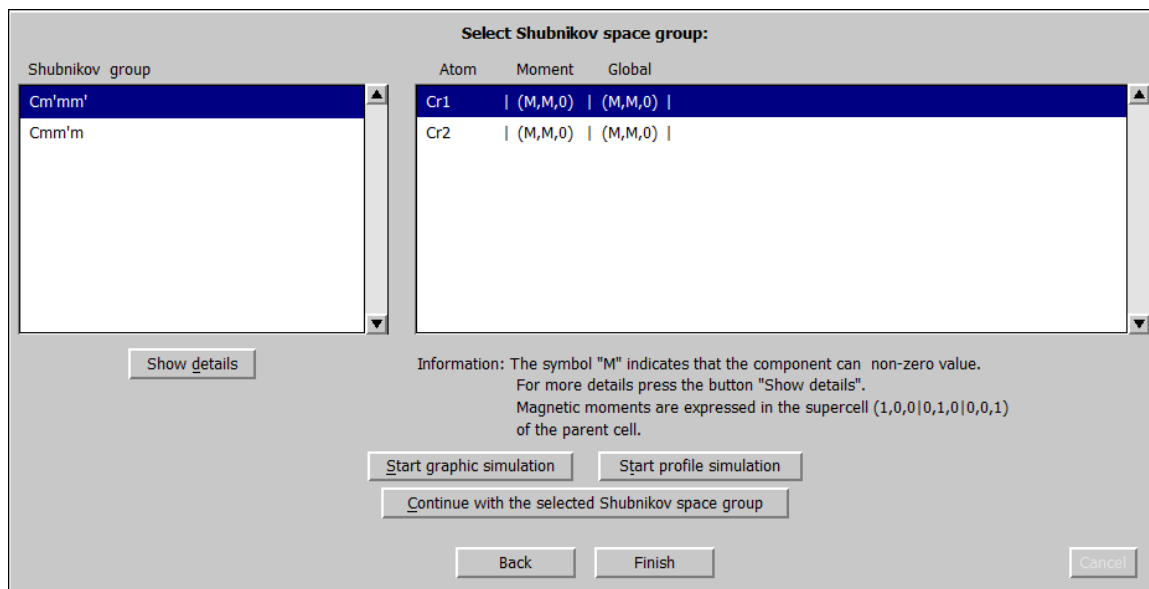 Select Shubnikov space group:
Shubnikov group
Atom Moment Global
Cm'mm'
Cmm'm
Cr1 | (M,M,0) | (M,M,0) |
Cr2 | (M,M,0) | (M,M,0) |
Show details
Information: The symbol "M" indicates that the component can non-zero value.
For more details press the button "Show details".
Magnetic moments are expressed in the supercell (1,0,0|0,1,0|0,0,1)
of the parent cell.
Start graphic simulation
Start profile simulation
Continue with the selected Shubnikov space group
Back
Finish
Cancel